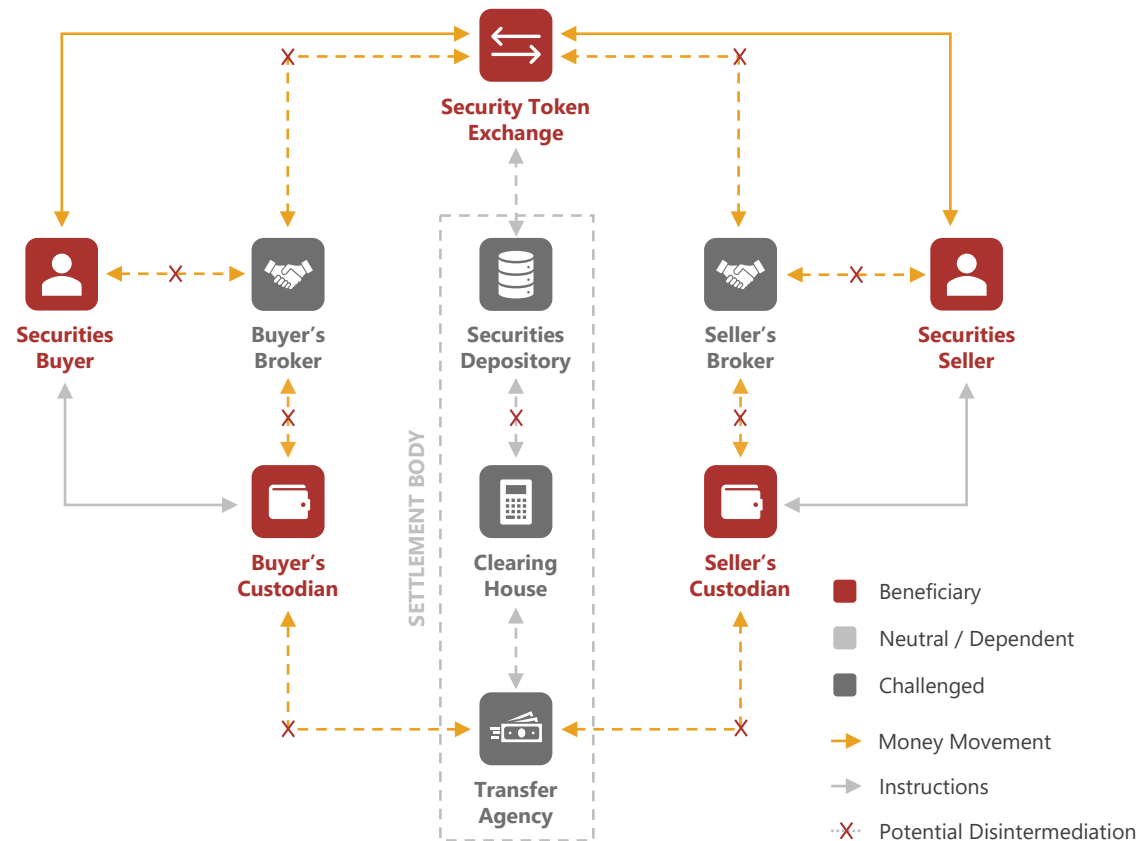 Security Token
Exchange
Securities
Buyer
Buyer's
Broker
Securities
Depository
Seller's
Broker
Securities
Seller
SETTLEMENT BODY
Buyer's
Custodian
Clearing
House
Seller's
Custodian
Transfer
Agency
Beneficiary
Neutral / Dependent
Challenged
Money Movement
Instructions
Potential Disintermediation